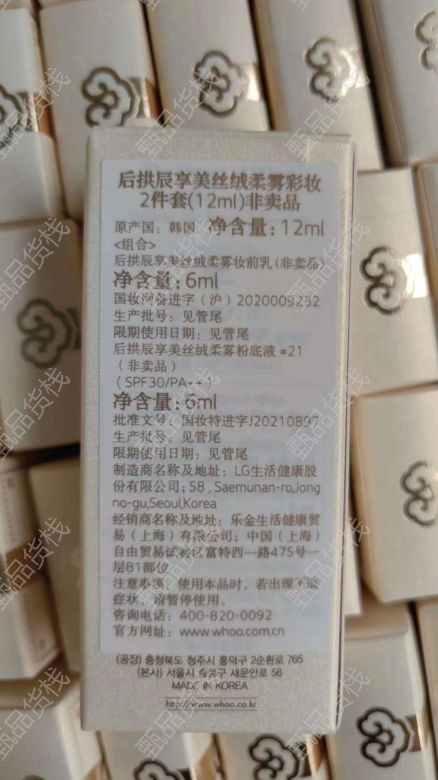 后拱辰享美丝绒柔雾彩妆
2件套(12ml)非卖品
原产国：韩国 净含量：12ml
<组合>
后拱辰享美丝绒柔雾妆前乳(非卖品)
净含量：6ml
国妆网备进字（沪）2020009232
生产批号：见管尾
限期使用日期：见管尾
后拱辰享美丝绒柔雾粉底液 #21
（非卖品）
（SPF30/PA++）
净含量：6ml
批准文号：国妆特进字J20210897
生产批号：见管尾
限期使用日期：见管尾
制造商名称及地址：LG生活健康股
份有限公司；58，Saemunan-ro,Jong
no-gu,Seoul,Korea
经销商名称及地址：乐金生活健康贸
易（上海）有限公司；中国（上海）
自由贸易试验区富特西一路475号一
层B1部位
注意事项：使用本品时，若出现不良
症状，请暂停使用。
咨询电话：400-820-0092
官方网址：www.whoo.com.cn
(공장) 충청북도 청주시 흥덕구 2순환로 765
(본사) 서울시 종로구 새문안로 58
MADE IN KOREA
http://www.whoo.co.kr
甄品货栈